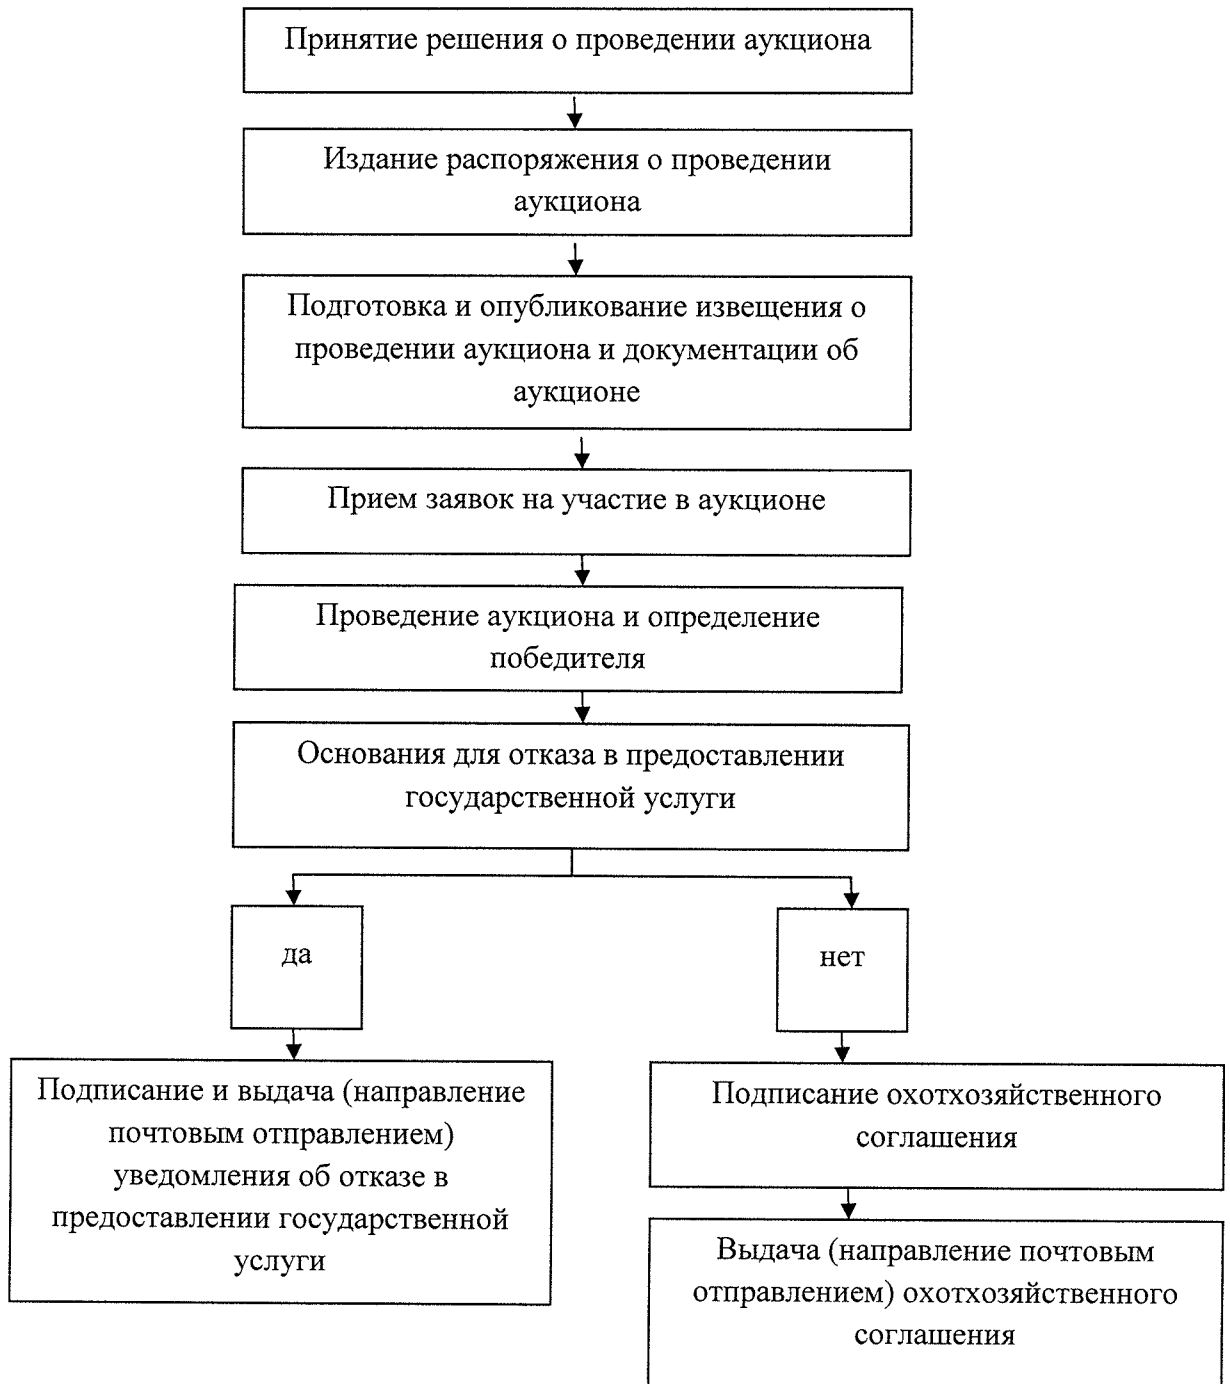 Принятие решения о проведении аукциона
Издание распоряжения о проведении
аукциона
Подготовка и опубликование извещения о
проведении аукциона и документации об
аукционе
Прием заявок на участие в аукционе
Проведение аукциона и определение
победителя
Основания для отказа в предоставлении
государственной услуги
да
нет
Подписание и выдача (направление
почтовым отправлением)
уведомления об отказе в
предоставлении государственной
услуги
Подписание охотхозяйственного
соглашения
Выдача (направление почтовым
отправлением) охотхозяйственного
соглашения